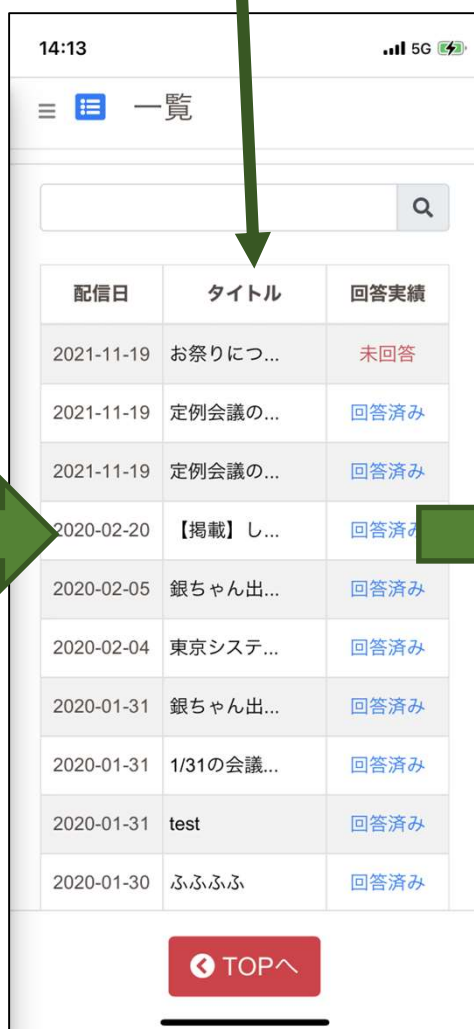 14:13 5G
一覧
配信日 タイトル 回答実績
2021-11-19 お祭りにつ... 未回答
2021-11-19 定例会議の... 回答済み
2021-11-19 定例会議の... 回答済み
2020-02-20 【掲載】し... 回答済
2020-02-05 銀ちゃん出... 回答済み
2020-02-04 東京システ... 回答済み
2020-01-31 銀ちゃん出... 回答済み
2020-01-31 1/31の会議... 回答済み
2020-01-31 test 回答済み
2020-01-30 ふふふふ 回答済み
TOPへ